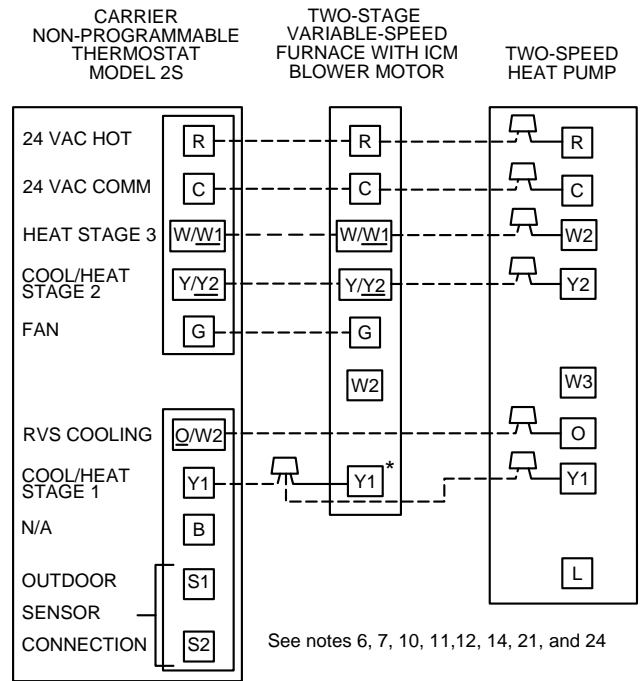 CARRIER
NON-PROGRAMMABLE
THERMOSTAT
MODEL 2S
TWO-STAGE
VARIABLE-SPEED
FURNACE WITH ICM
BLOWER MOTOR
TWO-SPEED
HEAT PUMP
24 VAC HOT R R R
24 VAC COMM C C C
HEAT STAGE 3 W/W1 W/W1 W2
COOL/HEAT
STAGE 2 Y/Y2 Y/Y2 Y2
FAN G G
W2 W3
RVS COOLING O/W2 O
COOL/HEAT
STAGE 1 Y1 Y1 * Y1
N/A B
OUTDOOR S1 L
SENSOR
CONNECTION S2
See notes 6, 7, 10, 11,12, 14, 21, and 24